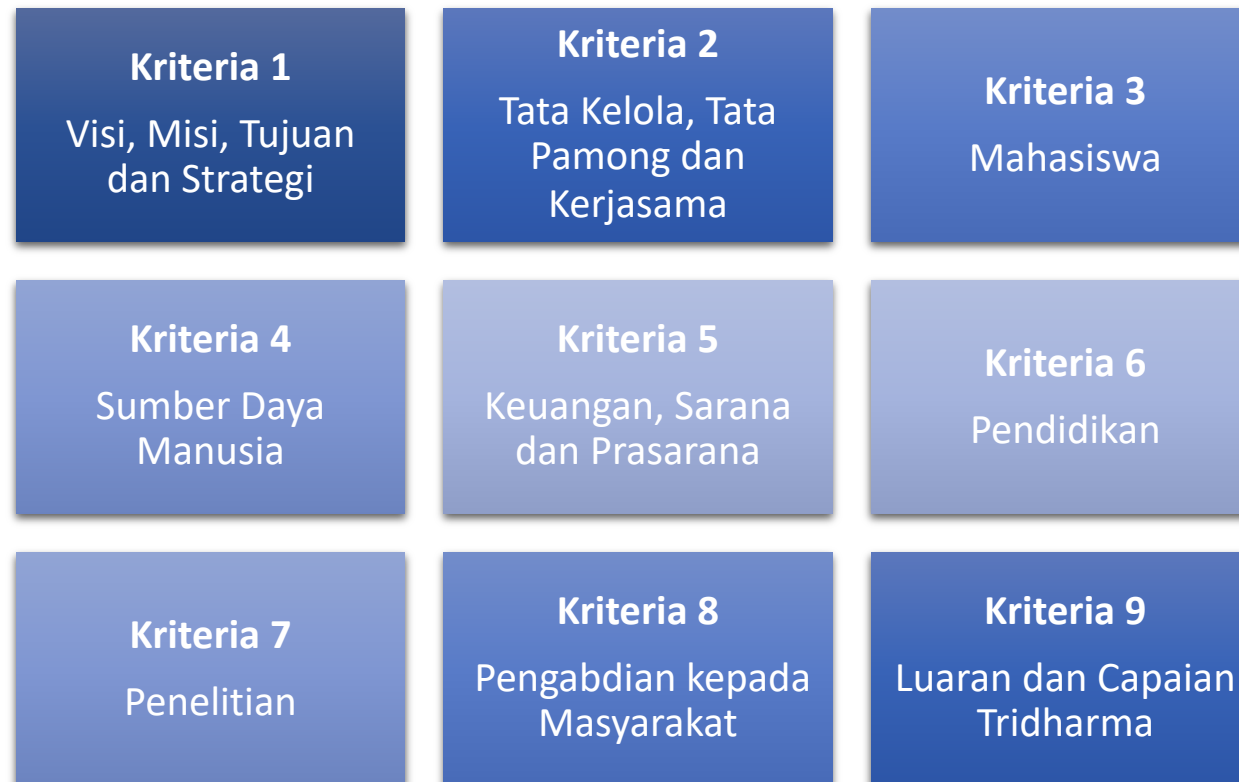 Kriteria 1
Visi, Misi, Tujuan
dan Strategi
Kriteria 2
Tata Kelola, Tata
Pamong dan
Kerjasama
Kriteria 3
Mahasiswa
Kriteria 4
Sumber Daya
Manusia
Kriteria 5
Keuangan, Sarana
dan Prasarana
Kriteria 6
Pendidikan
Kriteria 7
Penelitian
Kriteria 8
Pengabdian kepada
Masyarakat
Kriteria 9
Luaran dan Capaian
Tridharma